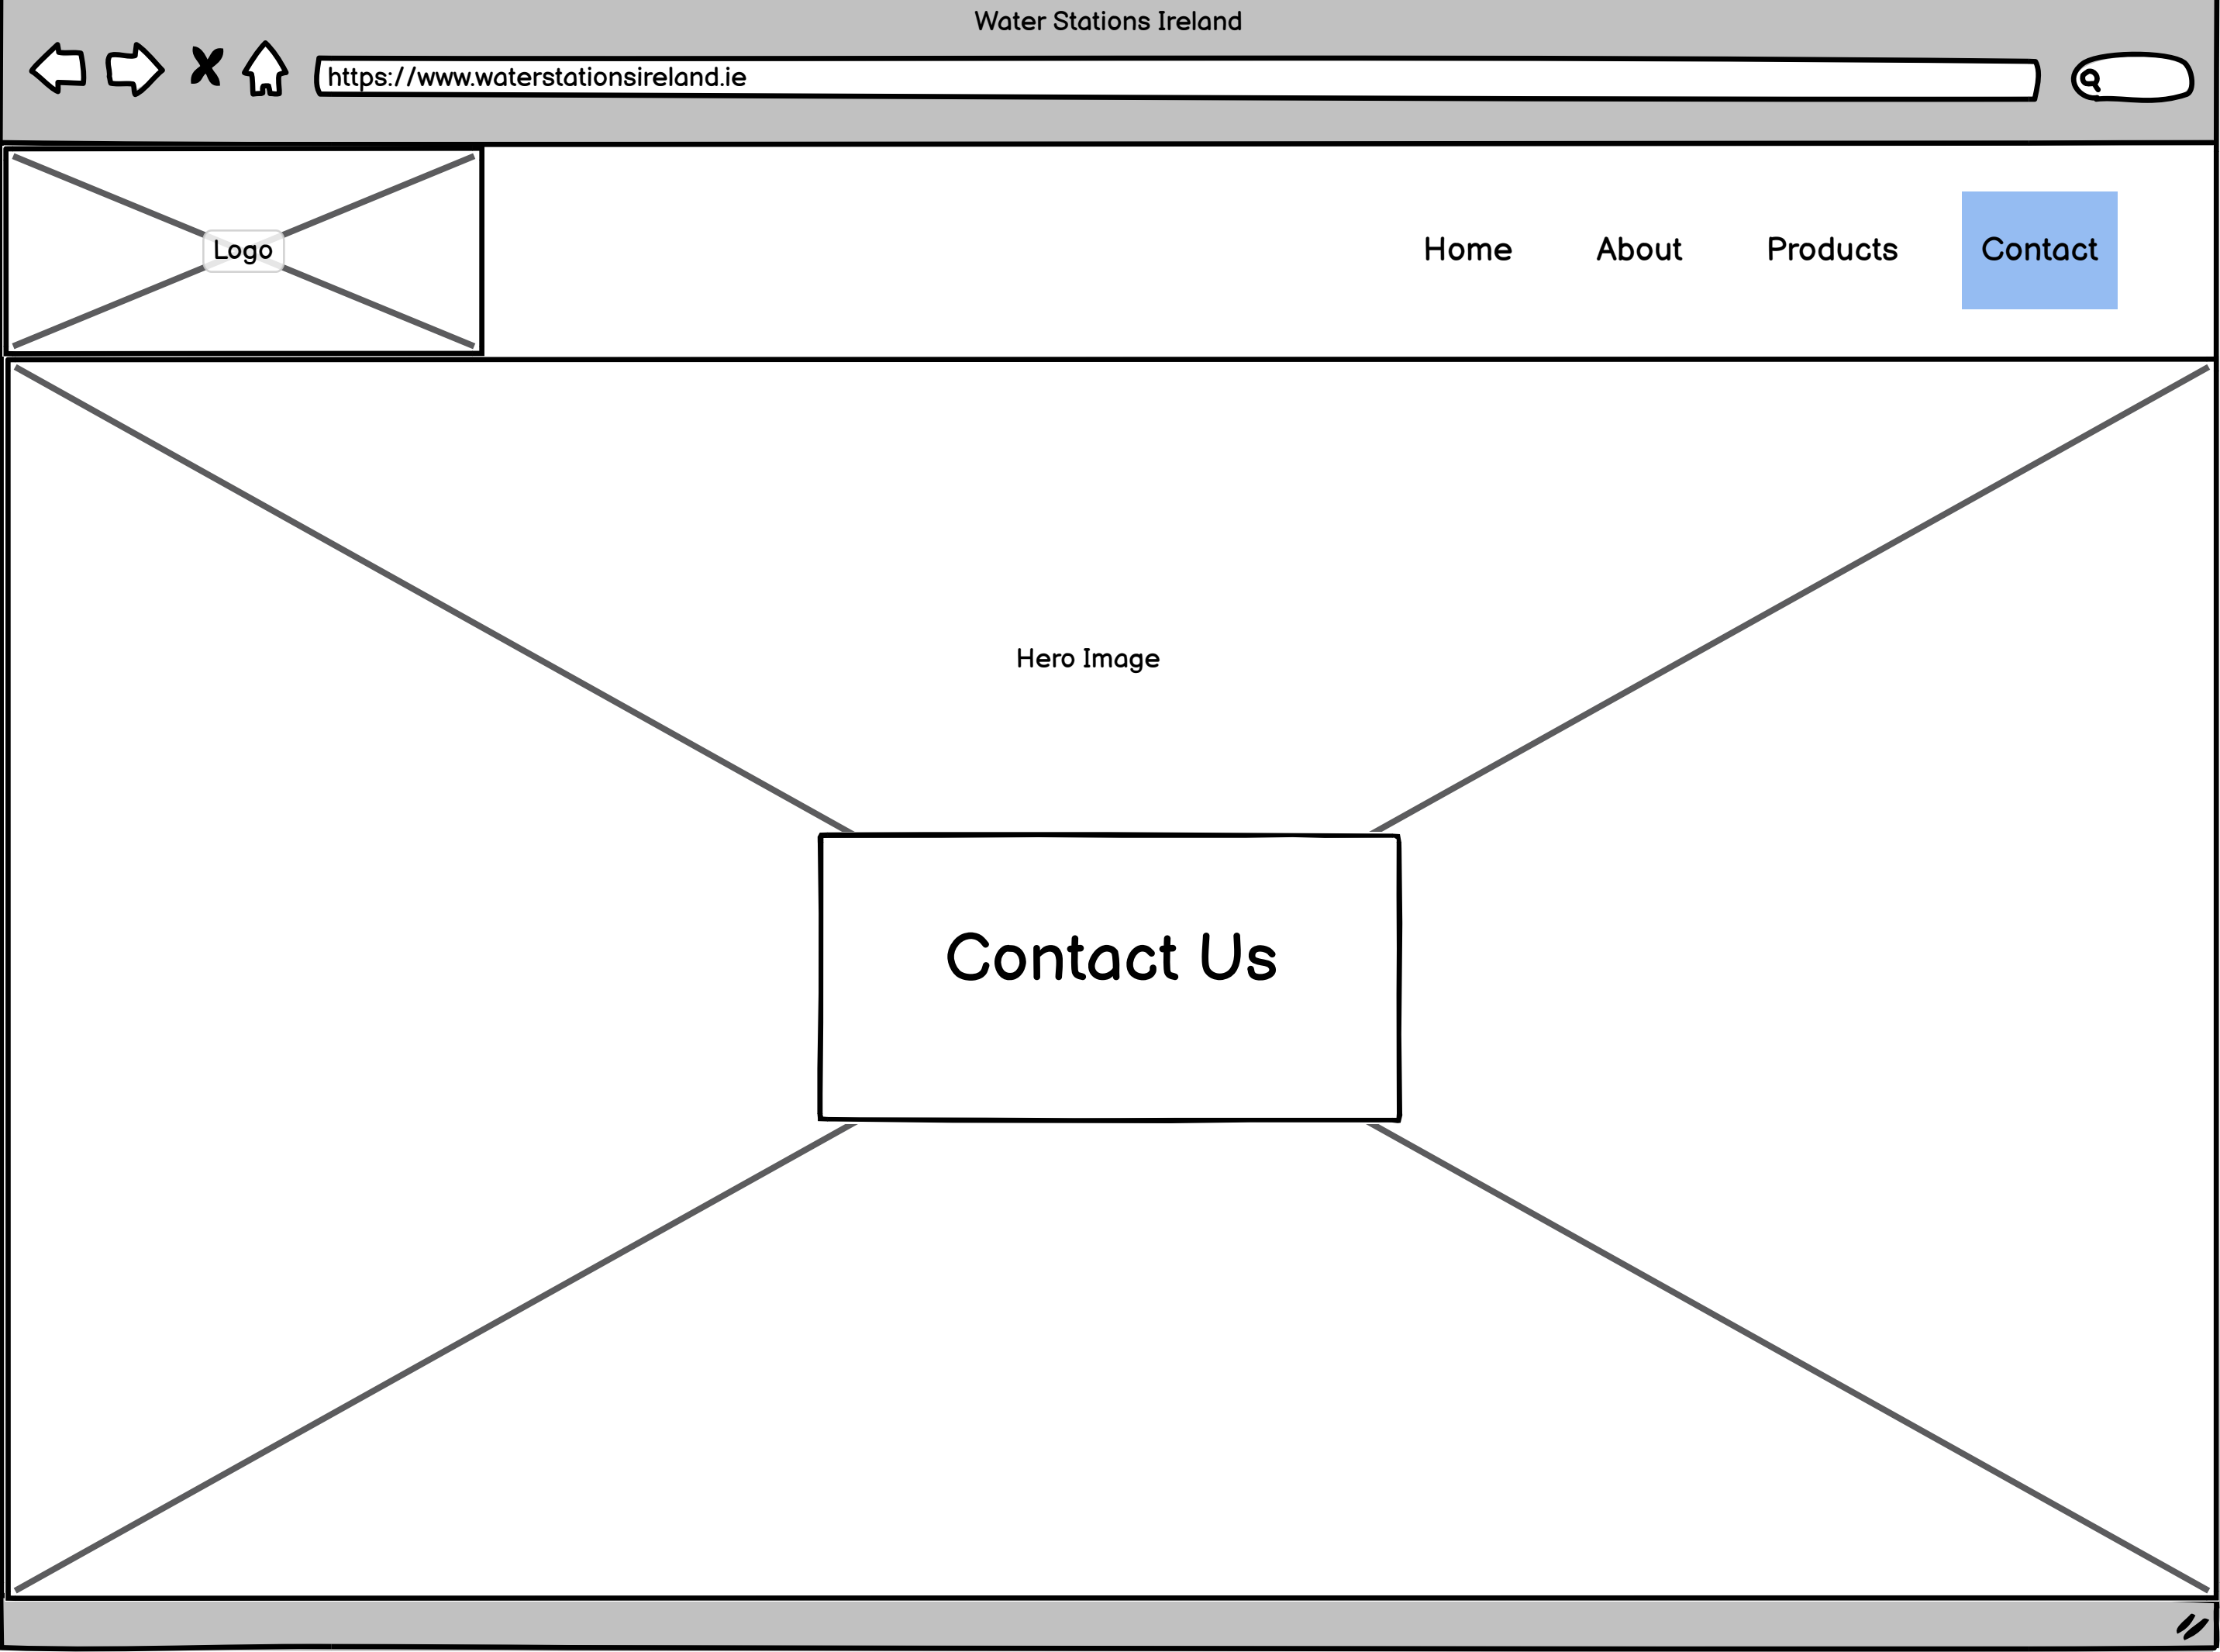 Water Stations Ireland
https://www.waterstationsireland.ie
Logo
Home About Products Contact
Hero Image
Contact Us